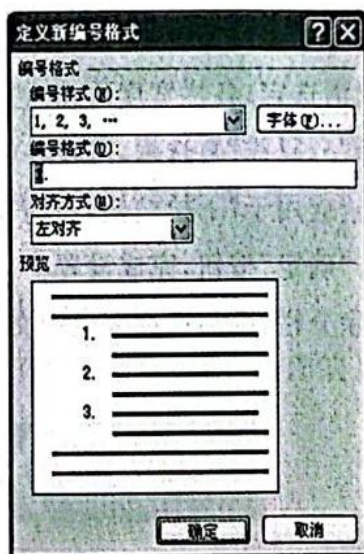 定义新编号格式
编号格式
编号样式(N):
1, 2, 3, … 字体(F)...
编号格式(O):
1.
对齐方式(M):
左对齐
预览
1.
2.
3.
确定 取消